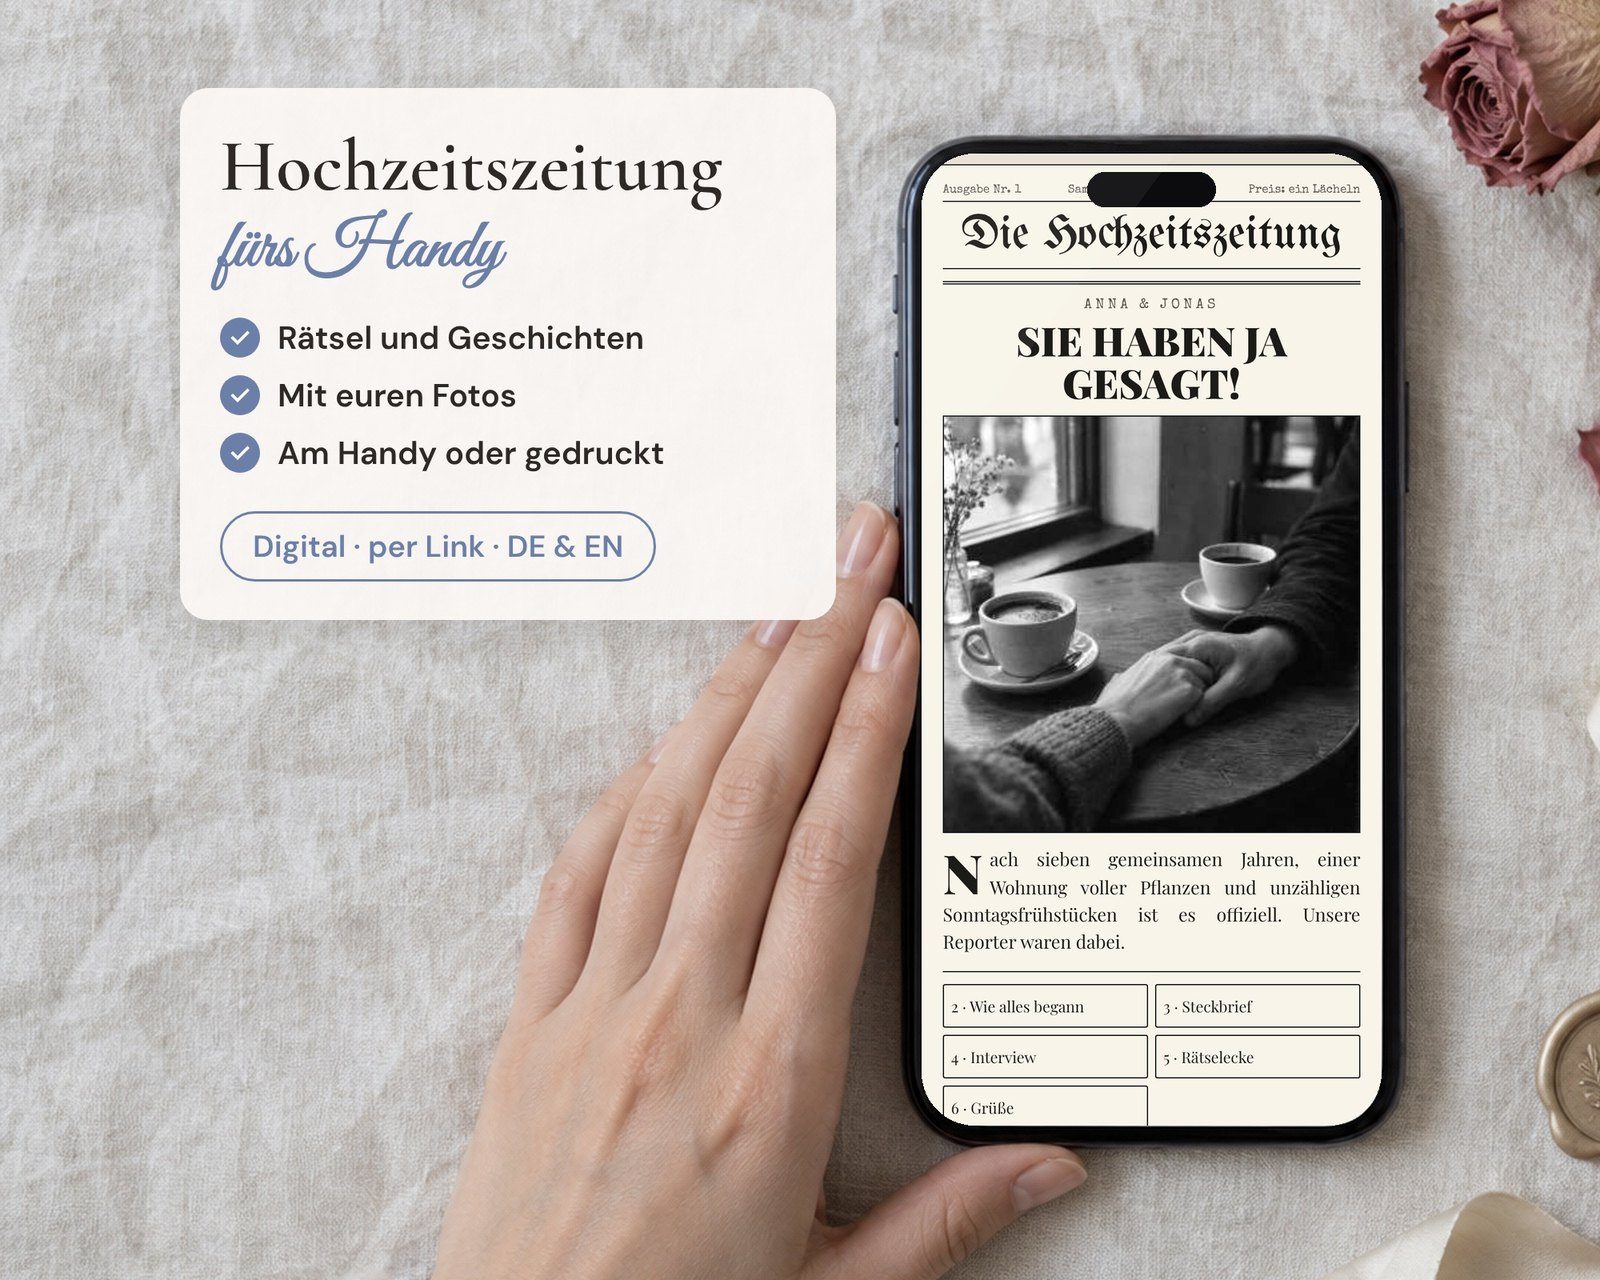 Hochzeitszeitung
fürs Handy
Rätsel und Geschichten
Mit euren Fotos
Am Handy oder gedruckt
Digital · per Link · DE & EN
Ausgabe Nr. 1 Preis: ein Lächeln
Die Hochzeitszeitung
ANNA & JONAS
SIE HABEN JA
GESAGT!
Nach sieben gemeinsamen Jahren, einer
Wohnung voller Pflanzen und unzähligen
Sonntagsfrühstücken ist es offiziell. Unsere
Reporter waren dabei.
2 · Wie alles begann
3 · Steckbrief
4 · Interview
5 · Rätselecke
6 · Grüße